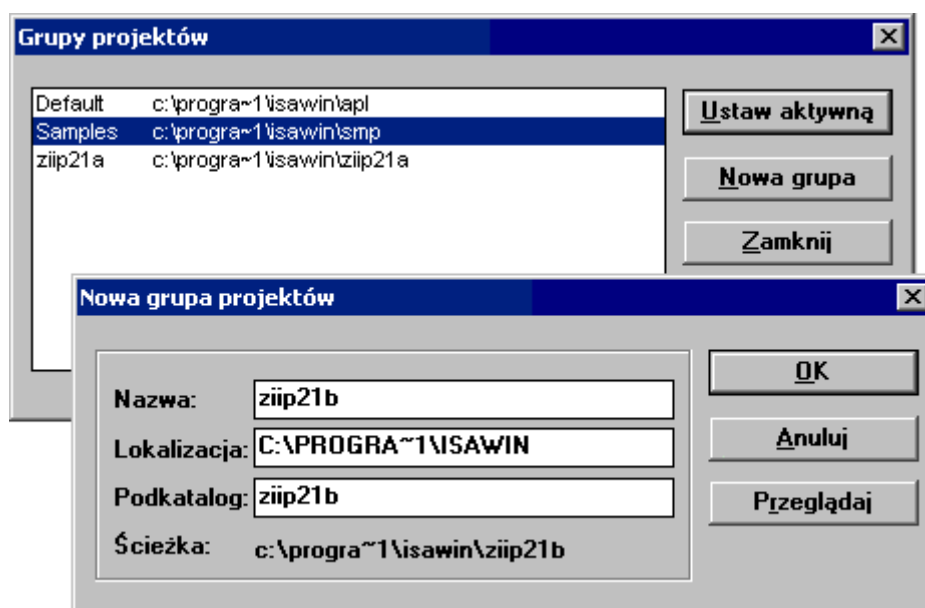 Grupy projektów
Default c:\progra~1\isawin\apl
Samples c:\progra~1\isawin\smp
ziip21a c:\progra~1\isawin\ziip21a
Ustaw aktywną
Nowa grupa
Zamknij
Nowa grupa projektów
Nazwa: ziip21b
Lokalizacja: C:\PROGRA~1\ISAWIN
Podkatalog: ziip21b
Ścieżka: c:\progra~1\isawin\ziip21b
OK
Anuluj
Przeglądaj